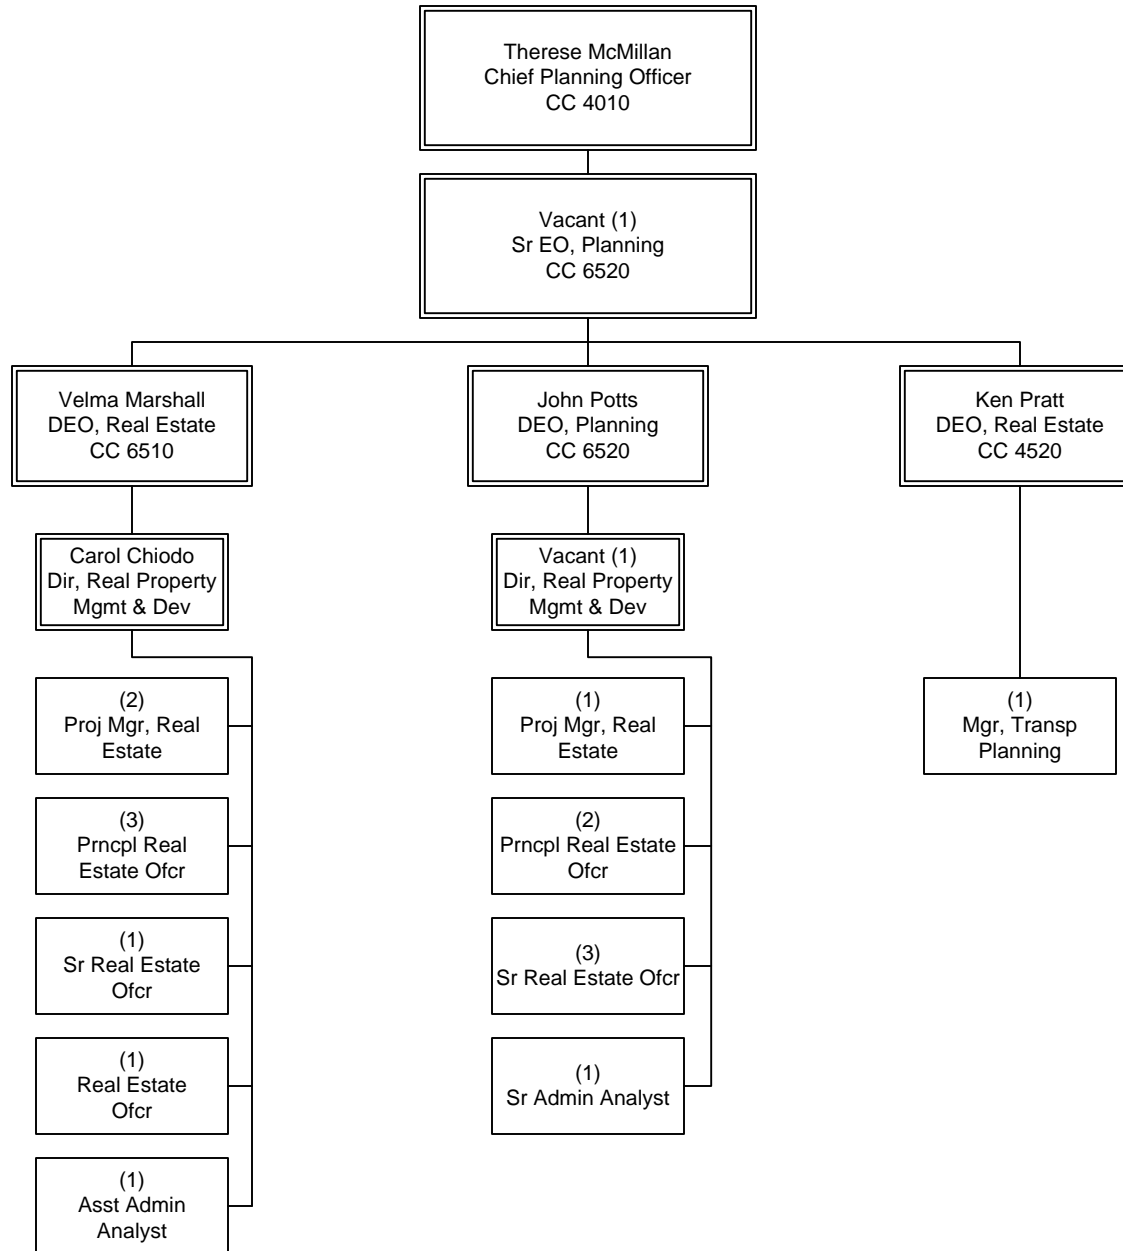 Therese McMillan
Chief Planning Officer
CC 4010
Vacant (1)
Sr EO, Planning
CC 6520
Velma Marshall
DEO, Real Estate
CC 6510
John Potts
DEO, Planning
CC 6520
Ken Pratt
DEO, Real Estate
CC 4520
Carol Chiodo
Dir, Real Property
Mgmt & Dev
Vacant (1)
Dir, Real Property
Mgmt & Dev
(2)
Proj Mgr, Real
Estate
(1)
Proj Mgr, Real
Estate
(1)
Mgr, Transp
Planning
(3)
Prncpl Real
Estate Ofcr
(2)
Prncpl Real Estate
Ofcr
(1)
Sr Real Estate
Ofcr
(3)
Sr Real Estate Ofcr
(1)
Real Estate
Ofcr
(1)
Sr Admin Analyst
(1)
Asst Admin
Analyst